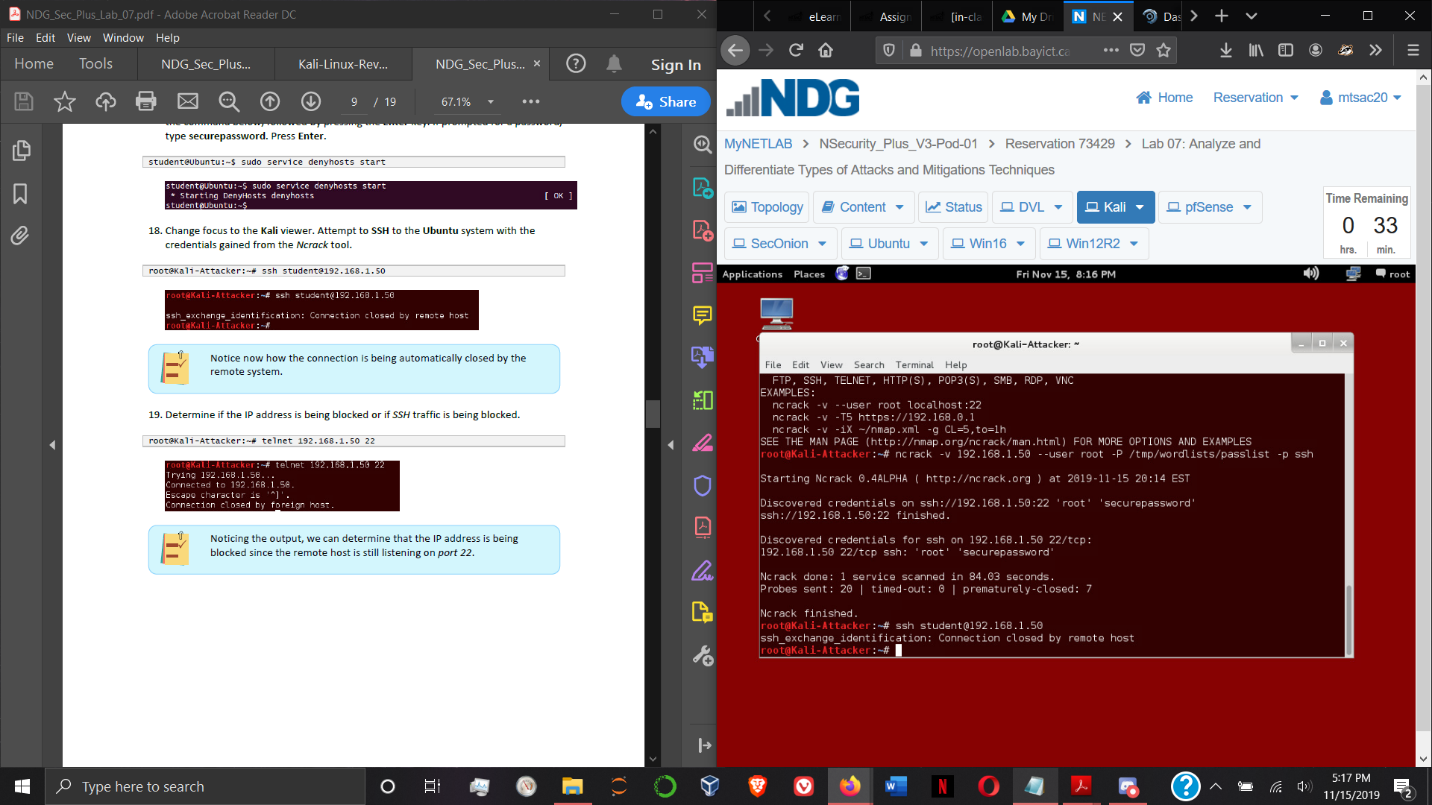 NDG_Sec_Plus_Lab_07.pdf - Adobe Acrobat Reader DC
File Edit View Window Help
Home Tools NDG_Sec_Plus... Kali-Linux-Rev... NDG_Sec_Plus... × Sign In
9 / 19 67.1% Share
type securepassword. Press Enter.
student@Ubuntu:~$ sudo service denyhosts start
student@Ubuntu:~$ sudo service denyhosts start
* Starting DenyHosts denyhosts [ OK ]
student@Ubuntu:~$
18. Change focus to the Kali viewer. Attempt to SSH to the Ubuntu system with the
credentials gained from the Ncrack tool.
root@Kali-Attacker:~# ssh student@192.168.1.50
root@Kali-Attacker:~# ssh student@192.168.1.50
ssh_exchange_identification: Connection closed by remote host
root@Kali-Attacker:~#
Notice now how the connection is being automatically closed by the
remote system.
19. Determine if the IP address is being blocked or if SSH traffic is being blocked.
root@Kali-Attacker:~# telnet 192.168.1.50 22
root@Kali-Attacker:~# telnet 192.168.1.50 22
Trying 192.168.1.50...
Connected to 192.168.1.50.
Escape character is '^]'.
Connection closed by foreign host.
Noticing the output, we can determine that the IP address is being
blocked since the remote host is still listening on port 22.
eLearn Assign [in-cla My Dri NE Das
https://openlab.bayict.ca
NDG
Home Reservation mtsac20
MyNETLAB > NSecurity_Plus_V3-Pod-01 > Reservation 73429 > Lab 07: Analyze and
Differentiate Types of Attacks and Mitigations Techniques
Topology Content Status DVL Kali pfSense
SecOnion Ubuntu Win16 Win12R2
Time Remaining
0 33
hrs. min.
Applications Places Fri Nov 15, 8:16 PM root
root@Kali-Attacker: ~
File Edit View Search Terminal Help
FTP, SSH, TELNET, HTTP(S), POP3(S), SMB, RDP, VNC
EXAMPLES:
ncrack -v --user root localhost:22
ncrack -v -T5 https://192.168.0.1
ncrack -v -iX ~/nmap.xml -g CL=5,to=1h
SEE THE MAN PAGE (http://nmap.org/ncrack/man.html) FOR MORE OPTIONS AND EXAMPLES
root@Kali-Attacker:~# ncrack -v 192.168.1.50 --user root -P /tmp/wordlists/passlist -p ssh
Starting Ncrack 0.4ALPHA ( http://ncrack.org ) at 2019-11-15 20:14 EST
Discovered credentials on ssh://192.168.1.50:22 'root' 'securepassword'
ssh://192.168.1.50:22 finished.
Discovered credentials for ssh on 192.168.1.50 22/tcp:
192.168.1.50 22/tcp ssh: 'root' 'securepassword'
Ncrack done: 1 service scanned in 84.03 seconds.
Probes sent: 20 | timed-out: 0 | prematurely-closed: 7
Ncrack finished.
root@Kali-Attacker:~# ssh student@192.168.1.50
ssh_exchange_identification: Connection closed by remote host
root@Kali-Attacker:~#
Type here to search
5:17 PM
11/15/2019
2